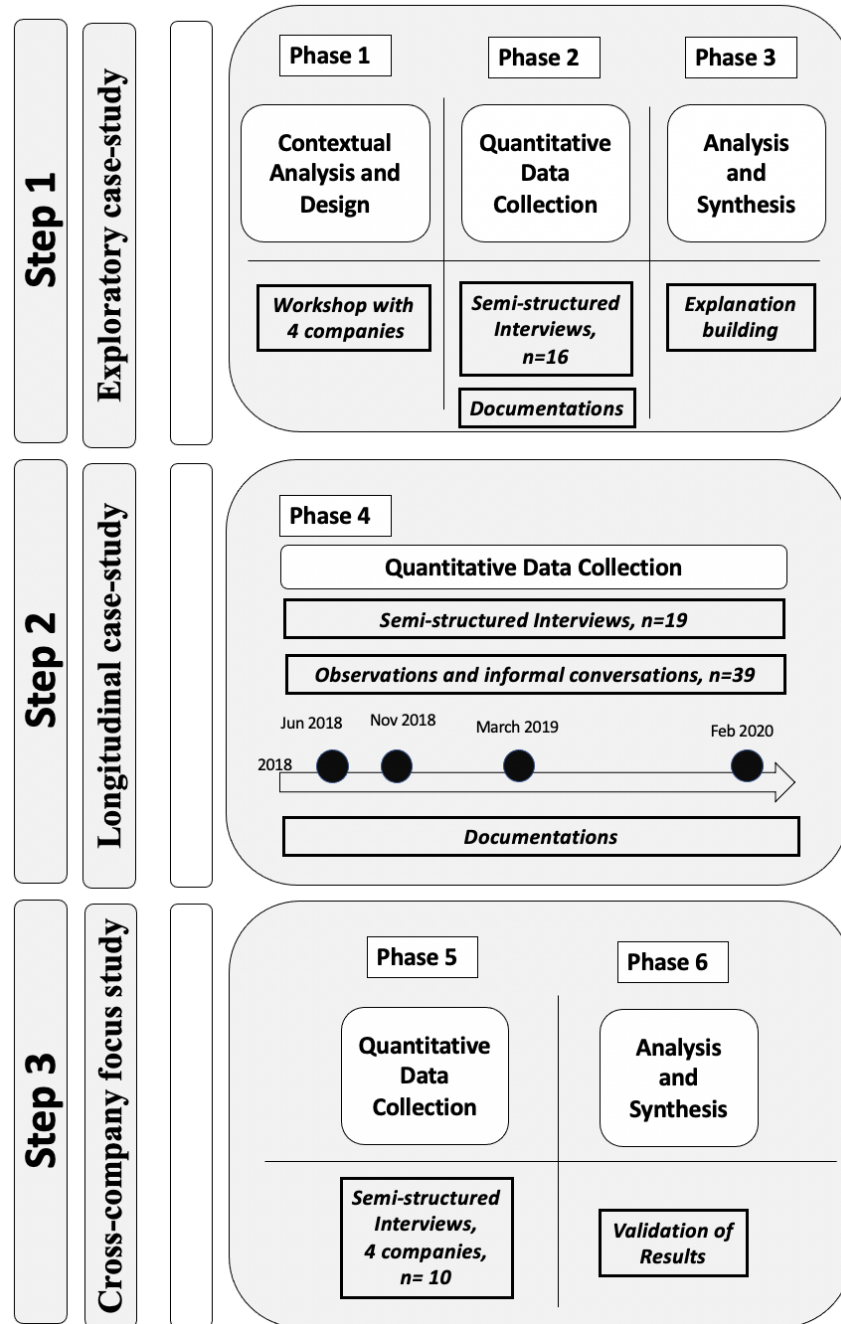 Step 1
Exploratory case-study
Phase 1
Phase 2
Phase 3
Contextual
Analysis and
Design
Quantitative
Data
Collection
Analysis
and
Synthesis
Workshop with
4 companies
Semi-structured
Interviews,
n=16
Documentations
Explanation
building
Step 2
Longitudinal case-study
Phase 4
Quantitative Data Collection
Semi-structured Interviews, n=19
Observations and informal conversations, n=39
Jun 2018
Nov 2018
March 2019
Feb 2020
2018
Documentations
Step 3
Cross-company focus study
Phase 5
Phase 6
Quantitative
Data
Collection
Analysis
and
Synthesis
Semi-structured
Interviews,
4 companies,
n= 10
Validation of
Results